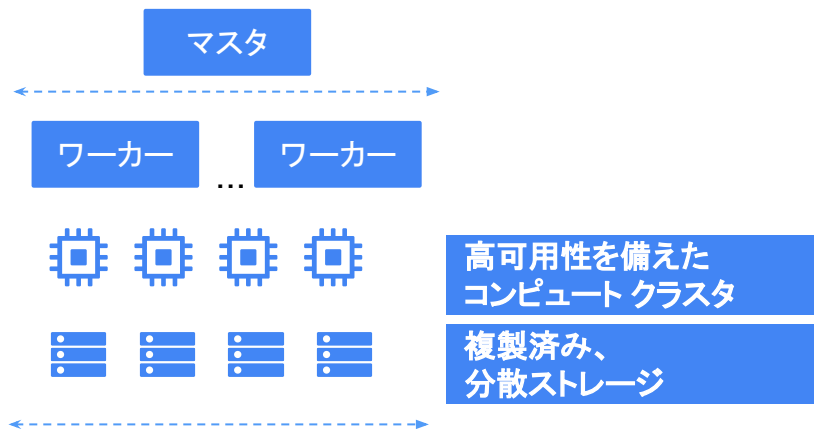 マスタ
ワーカー
...
ワーカー
高可用性を備えた
コンピュート クラスタ
複製済み、
分散ストレージ